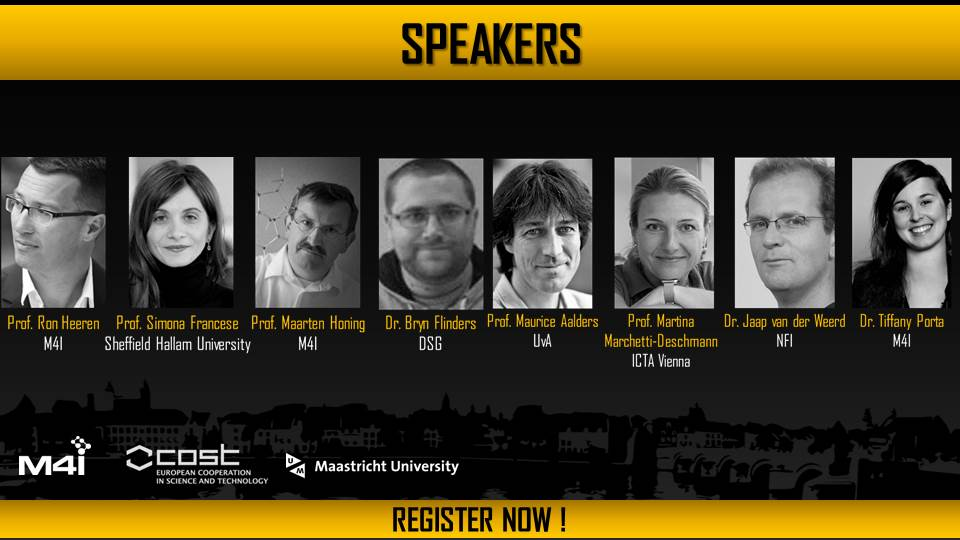 SPEAKERS
Prof. Ron Heeren
M4I
Prof. Simona Francese
Sheffield Hallam University
Prof. Maarten Honing
M4I
Dr. Bryn Flinders
DSG
Prof. Maurice Aalders
UvA
Prof. Martina
Marchetti-Deschmann
ICTA Vienna
Dr. Jaap van der Weerd
NFI
Dr. Tiffany Porta
M4I
M4i
cost
EUROPEAN COOPERATION
IN SCIENCE AND TECHNOLOGY
UM
Maastricht University
REGISTER NOW !